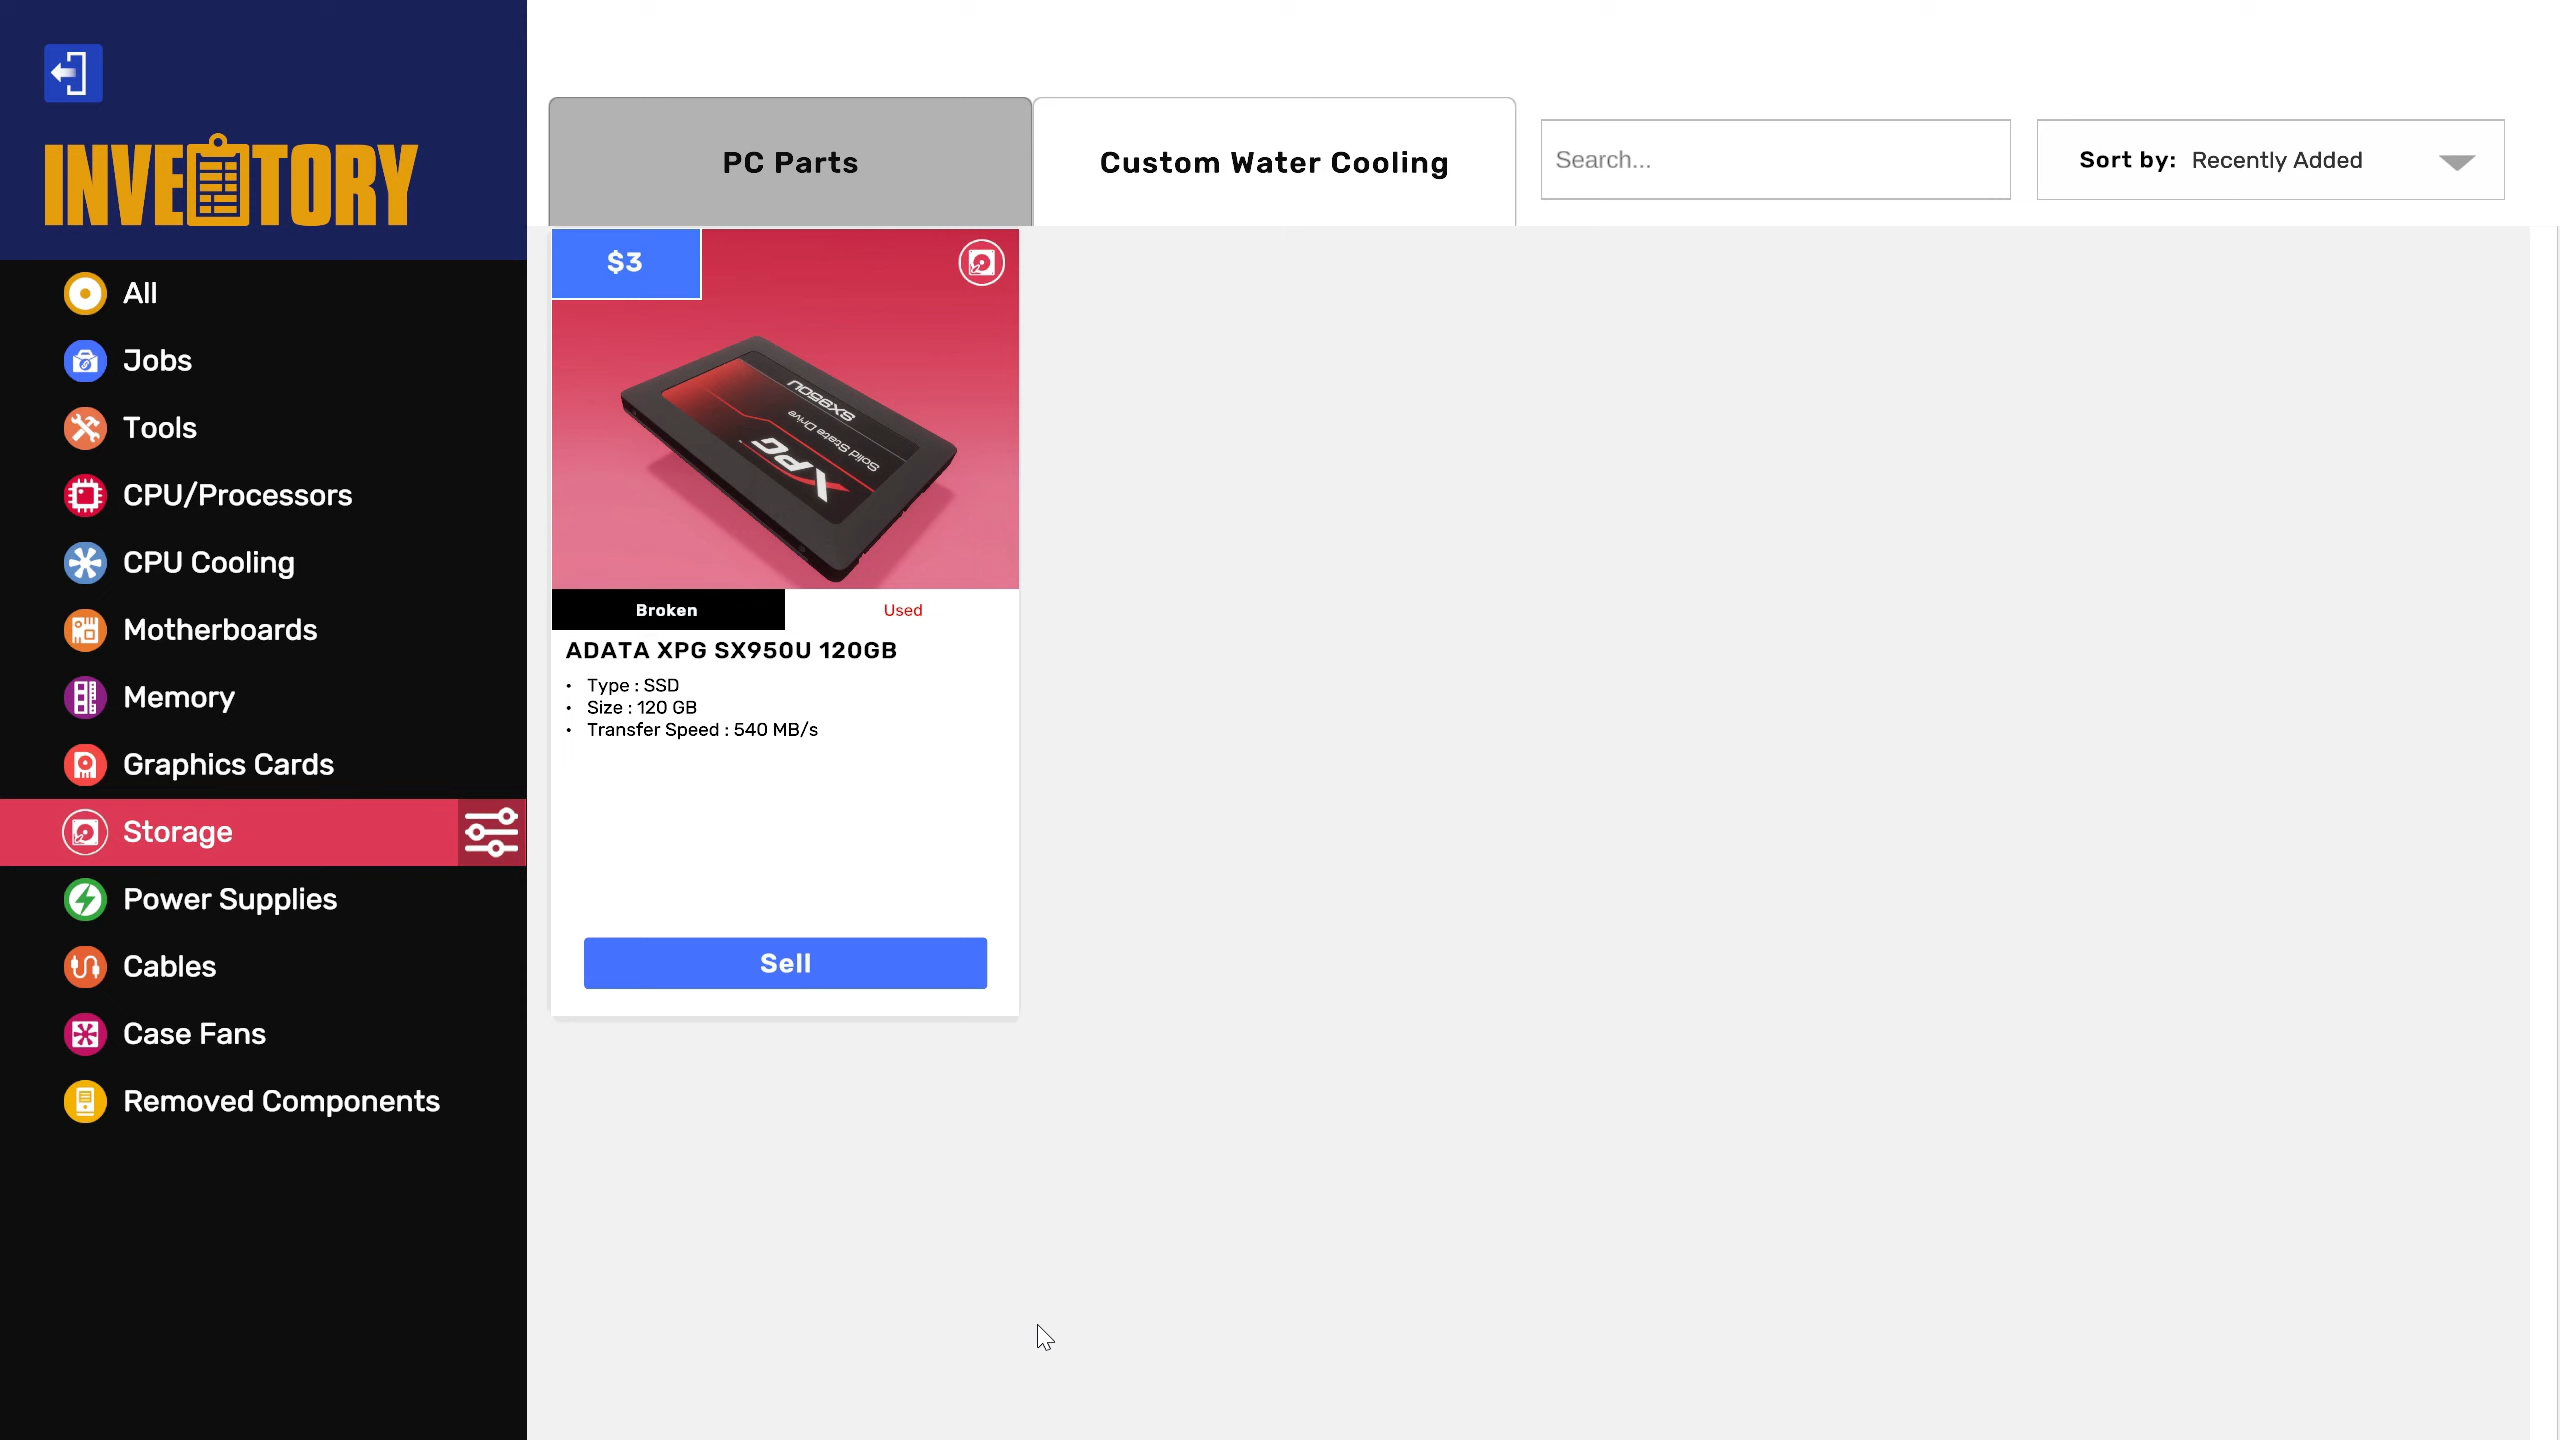 INVENTORY
All
Jobs
Tools
CPU/Processors
CPU Cooling
Motherboards
Memory
Graphics Cards
Storage
Power Supplies
Cables
Case Fans
Removed Components
PC Parts
Custom Water Cooling
Search...
Sort by: Recently Added
$3
SX950U
Solid State Drive
XPG
Broken
Used
ADATA XPG SX950U 120GB
• Type : SSD
• Size : 120 GB
• Transfer Speed : 540 MB/s
Sell